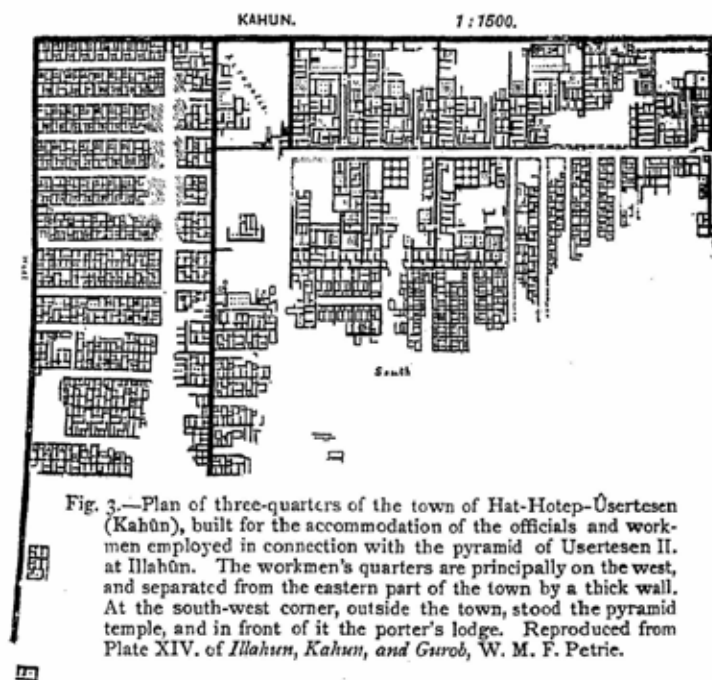 KAHUN. 1 : 1500.
South
Fig. 3.—Plan of three-quarters of the town of Hat-Hotep-Ûsertesen
(Kahûn), built for the accommodation of the officials and work-
men employed in connection with the pyramid of Usertesen II.
at Illahûn. The workmen's quarters are principally on the west,
and separated from the eastern part of the town by a thick wall.
At the south-west corner, outside the town, stood the pyramid
temple, and in front of it the porter's lodge. Reproduced from
Plate XIV. of Illahun, Kahun, and Gurob, W. M. F. Petrie.